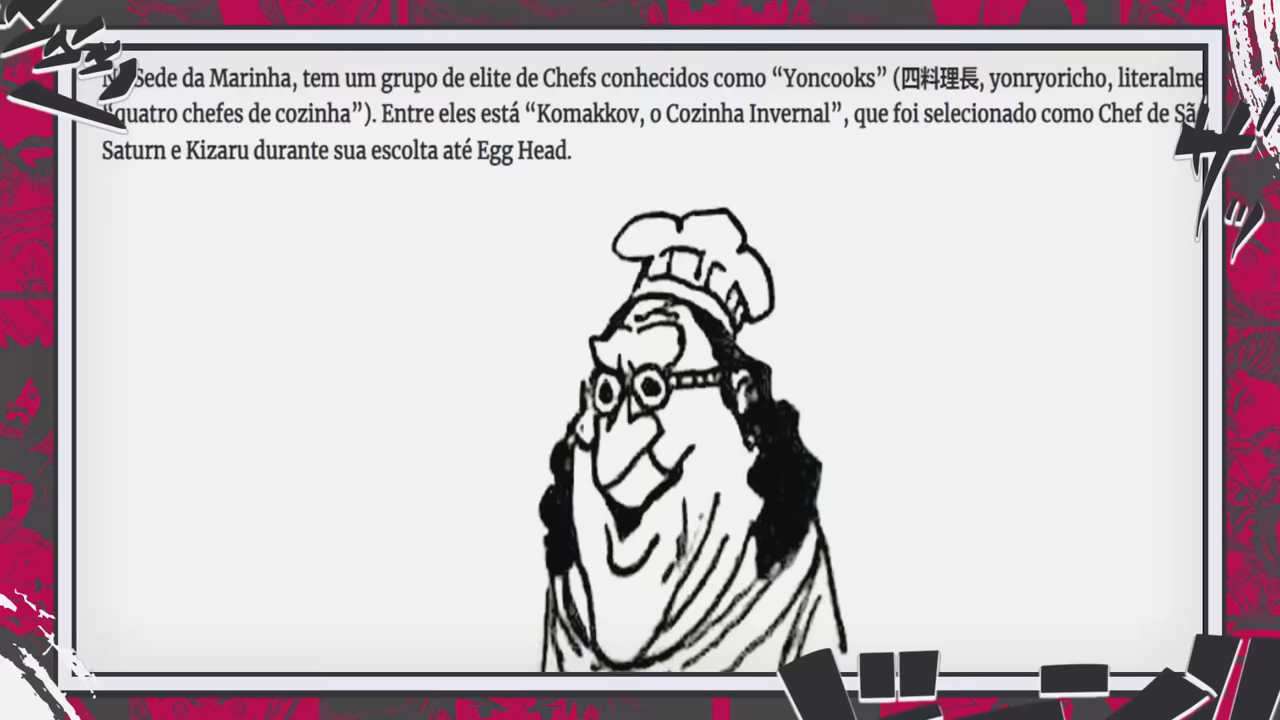 Na Sede da Marinha, tem um grupo de elite de Chefs conhecidos como “Yoncooks” (四料理長, yonryoricho, literalme
“quatro chefes de cozinha”). Entre eles está “Komakkov, o Cozinha Invernal”, que foi selecionado como Chef de Sã
Saturn e Kizaru durante sua escolta até Egg Head.